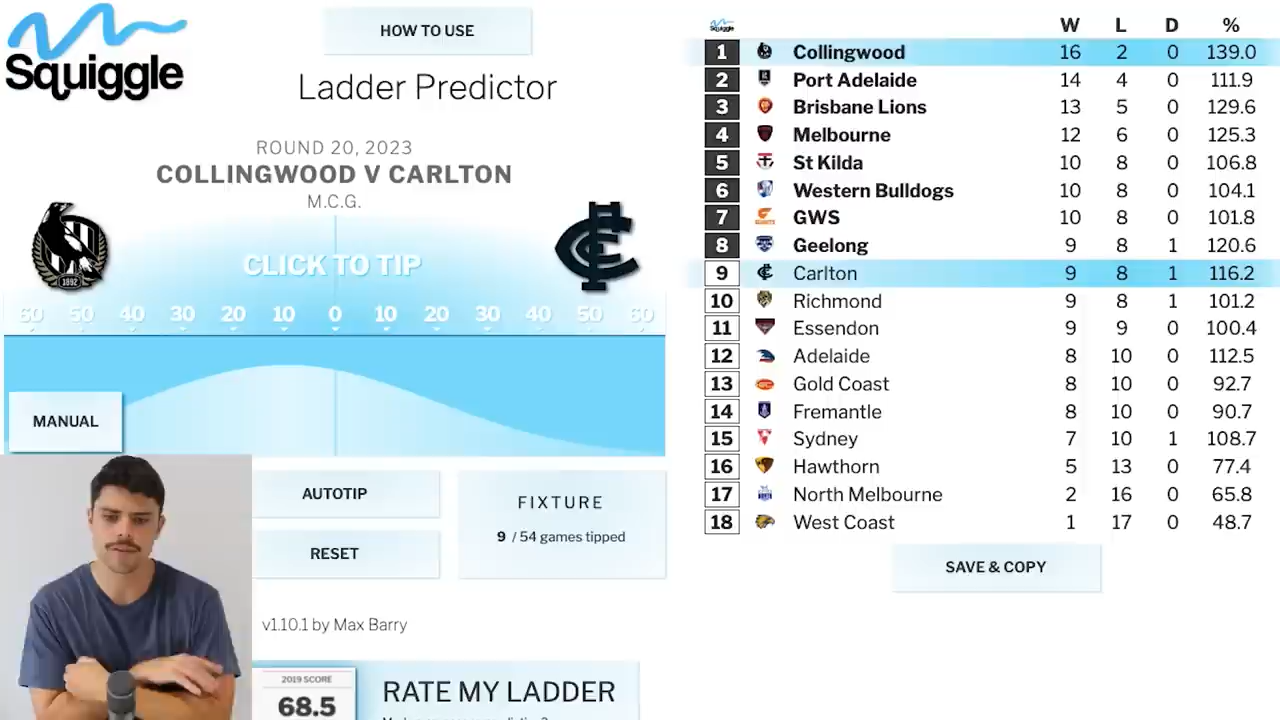 Squiggle
HOW TO USE
Ladder Predictor
ROUND 20, 2023
COLLINGWOOD V CARLTON
M.C.G.
1892
CLICK TO TIP
60 50 40 30 20 10 0 10 20 30 40 50 60
MANUAL
AUTOTIP
RESET
FIXTURE
9 / 54 games tipped
v1.10.1 by Max Barry
2019 SCORE
68.5
RATE MY LADDER
Squiggle W L D %
1 Collingwood 16 2 0 139.0
2 Port Adelaide 14 4 0 111.9
3 Brisbane Lions 13 5 0 129.6
4 Melbourne 12 6 0 125.3
5 St Kilda 10 8 0 106.8
6 Western Bulldogs 10 8 0 104.1
7 GWS 10 8 0 101.8
8 Geelong 9 8 1 120.6
9 Carlton 9 8 1 116.2
10 Richmond 9 8 1 101.2
11 Essendon 9 9 0 100.4
12 Adelaide 8 10 0 112.5
13 Gold Coast 8 10 0 92.7
14 Fremantle 8 10 0 90.7
15 Sydney 7 10 1 108.7
16 Hawthorn 5 13 0 77.4
17 North Melbourne 2 16 0 65.8
18 West Coast 1 17 0 48.7
SAVE & COPY